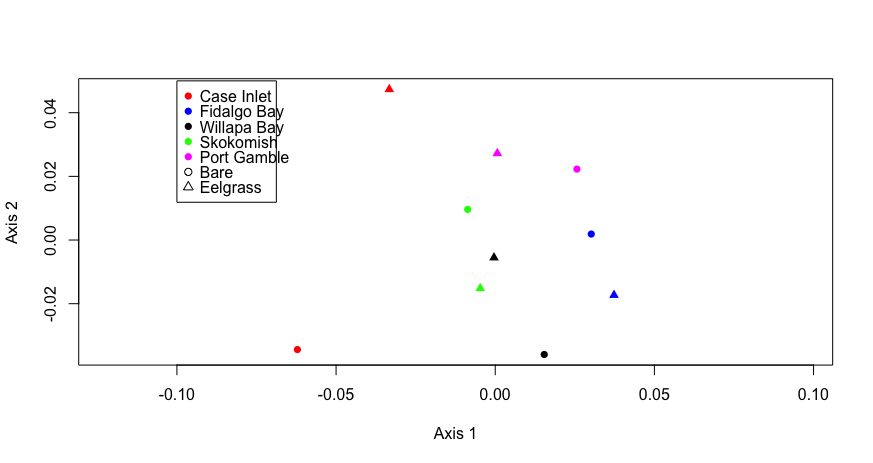 Case Inlet
Fidalgo Bay
Willapa Bay
Skokomish
Port Gamble
Bare
Eelgrass
Axis 2
0.04
0.02
0.00
-0.02
-0.10 -0.05 0.00 0.05 0.10
Axis 1